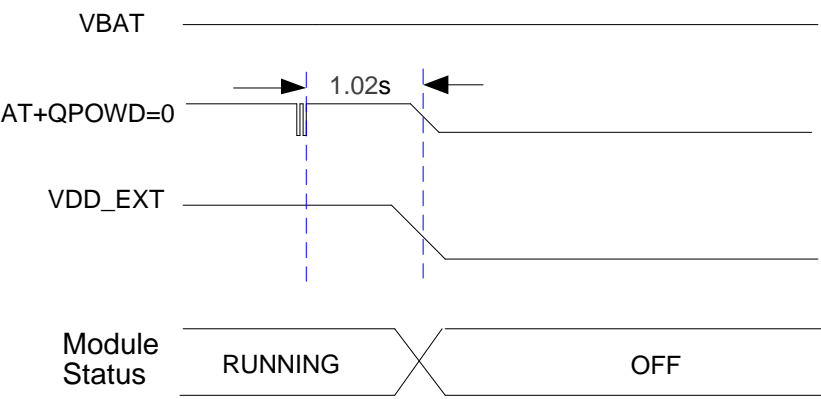 VBAT
1.02s
AT+QPOWD=0
VDD_EXT
Module
Status
RUNNING
OFF